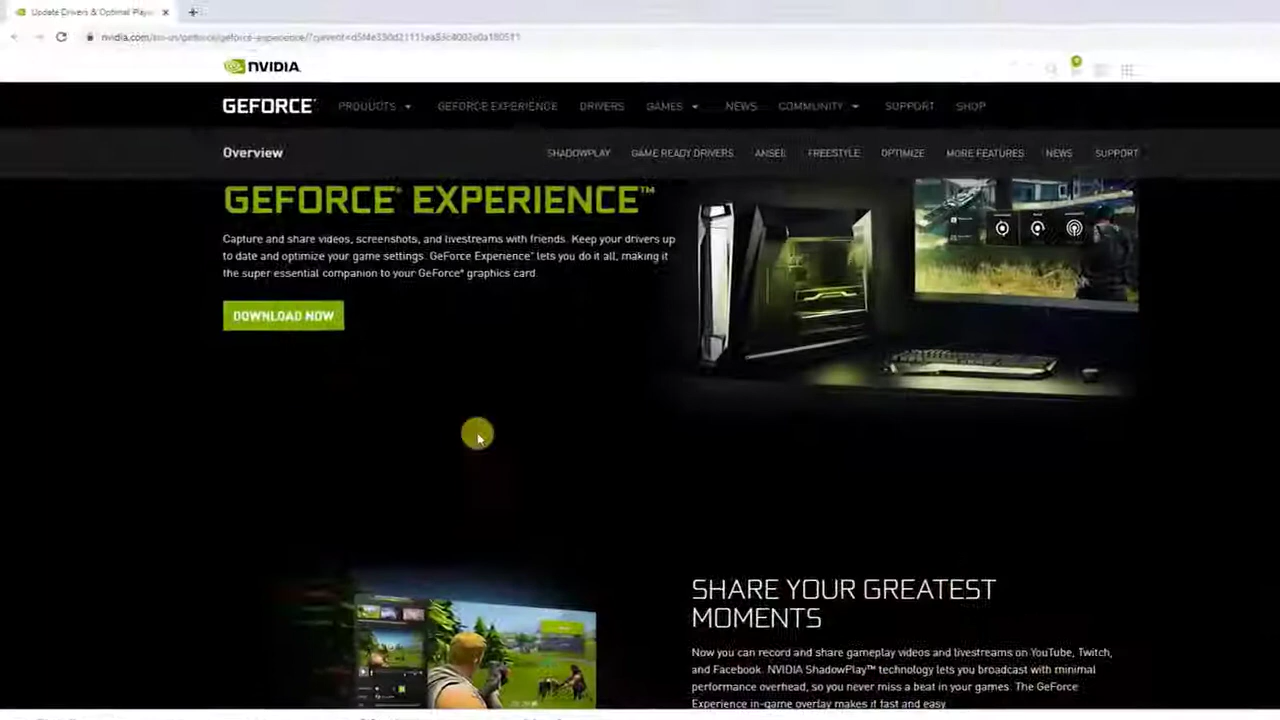 Update Drivers & Optimal Playa
NVIDIA
GEFORCE PRODUCTS GEFORCE EXPERIENCE DRIVERS GAMES NEWS COMMUNITY SUPPORT SHOP
Overview SHADOWPLAY GAME READY DRIVERS ANSEL FREESTYLE OPTIMIZE MORE FEATURES NEWS SUPPORT
GEFORCE® EXPERIENCE™
Capture and share videos, screenshots, and livestreams with friends. Keep your drivers up
to date and optimize your game settings. GeForce Experience™ lets you do it all, making it
the super essential companion to your GeForce® graphics card.
DOWNLOAD NOW
SHARE YOUR GREATEST
MOMENTS
Now you can record and share gameplay videos and livestreams on YouTube, Twitch,
and Facebook. NVIDIA ShadowPlay™ technology lets you broadcast with minimal
performance overhead, so you never miss a beat in your games. The GeForce
Experience in-game overlay makes it fast and easy